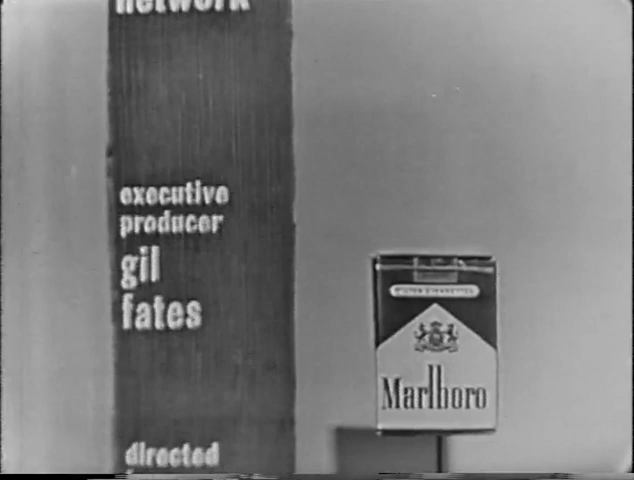 network
executive
producer
gil
fates
directed
FILTER CIGARETTES
Marlboro